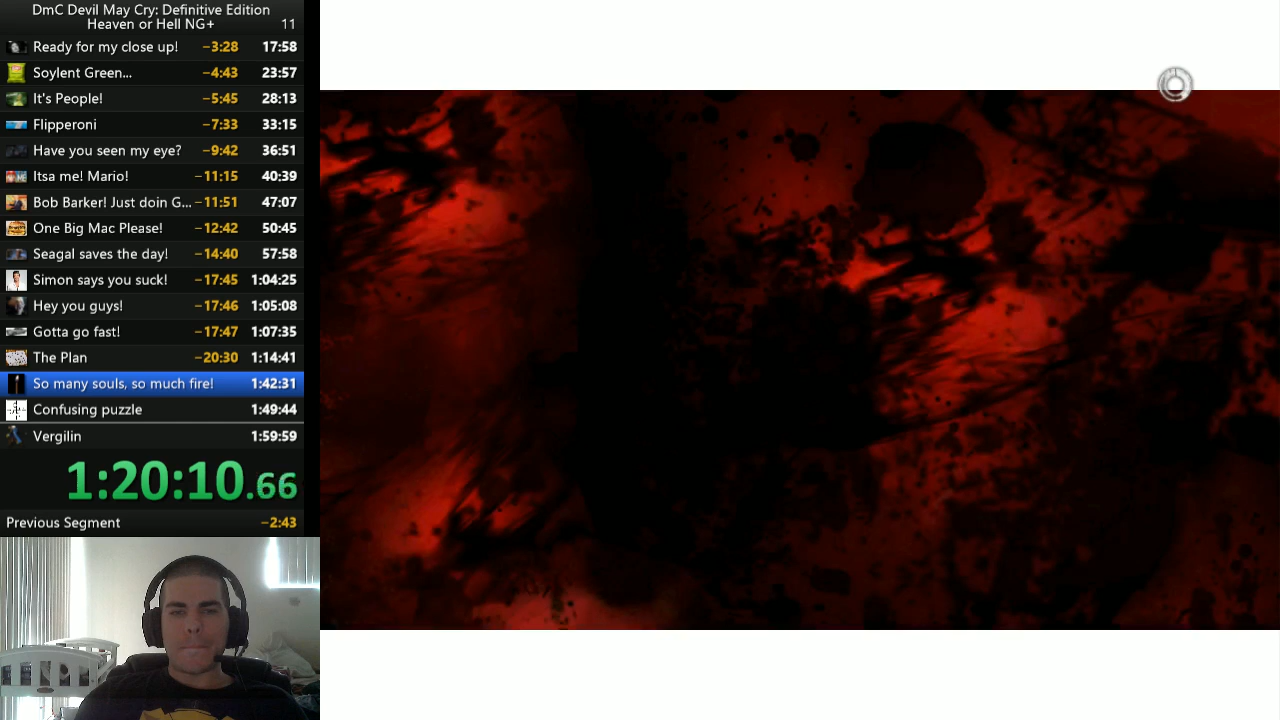 DmC Devil May Cry: Definitive Edition
Heaven or Hell NG+ 11
Ready for my close up! −3:28 17:58
Soylent Green... −4:43 23:57
It's People! −5:45 28:13
Flipperoni −7:33 33:15
Have you seen my eye? −9:42 36:51
Itsa me! Mario! −11:15 40:39
Bob Barker! Just doin G... −11:51 47:07
One Big Mac Please! −12:42 50:45
Seagal saves the day! −14:40 57:58
Simon says you suck! −17:45 1:04:25
Hey you guys! −17:46 1:05:08
Gotta go fast! −17:47 1:07:35
The Plan −20:30 1:14:41
So many souls, so much fire! 1:42:31
Confusing puzzle 1:49:44
Vergilin 1:59:59
1:20:10.66
Previous Segment −2:43